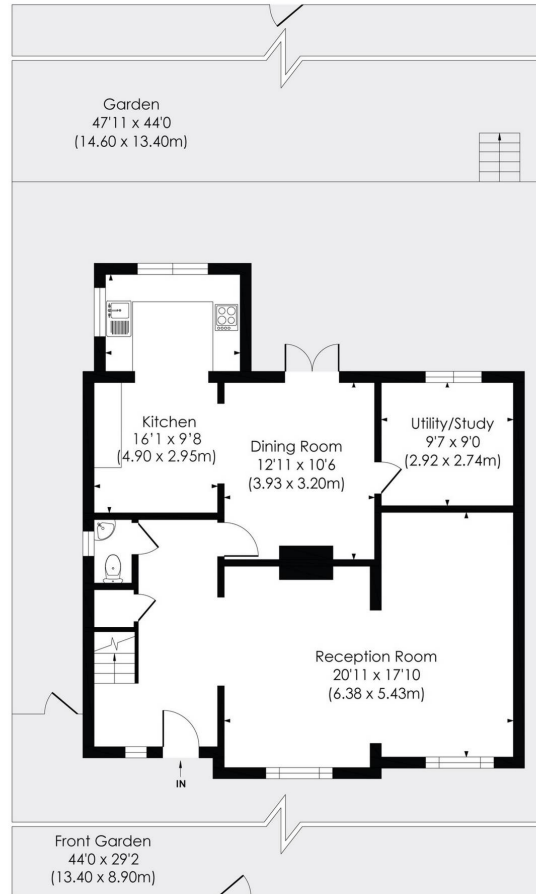 Garden
47'11 x 44'0
(14.60 x 13.40m)
Kitchen
16'1 x 9'8
(4.90 x 2.95m)
Dining Room
12'11 x 10'6
(3.93 x 3.20m)
Utility/Study
9'7 x 9'0
(2.92 x 2.74m)
Reception Room
20'11 x 17'10
(6.38 x 5.43m)
IN
Front Garden
44'0 x 29'2
(13.40 x 8.90m)